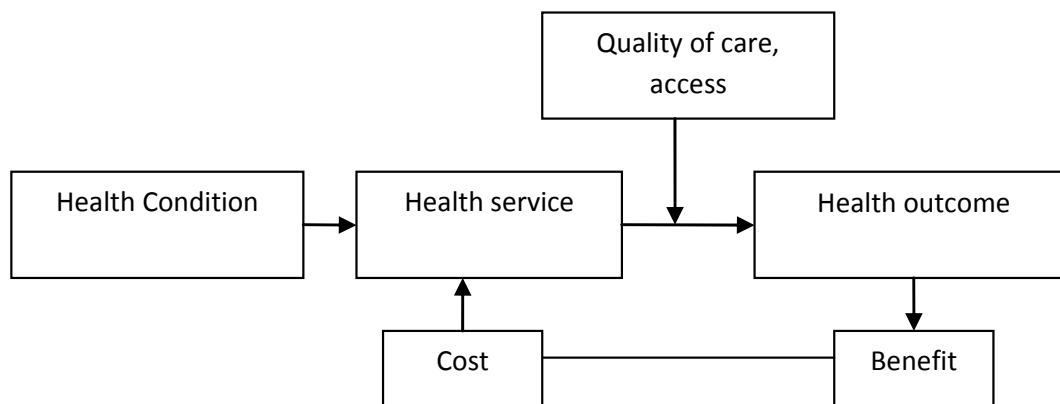 Quality of care,
access
Health Condition
Health service
Health outcome
Cost
Benefit